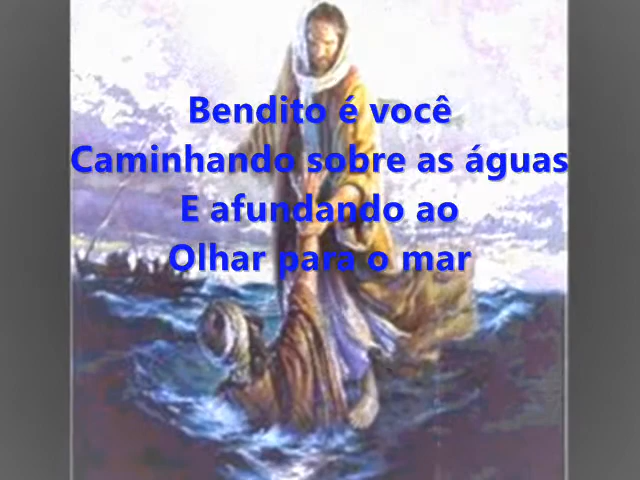 Bendito é você
Caminhando sobre as águas
E afundando ao
Olhar para o mar